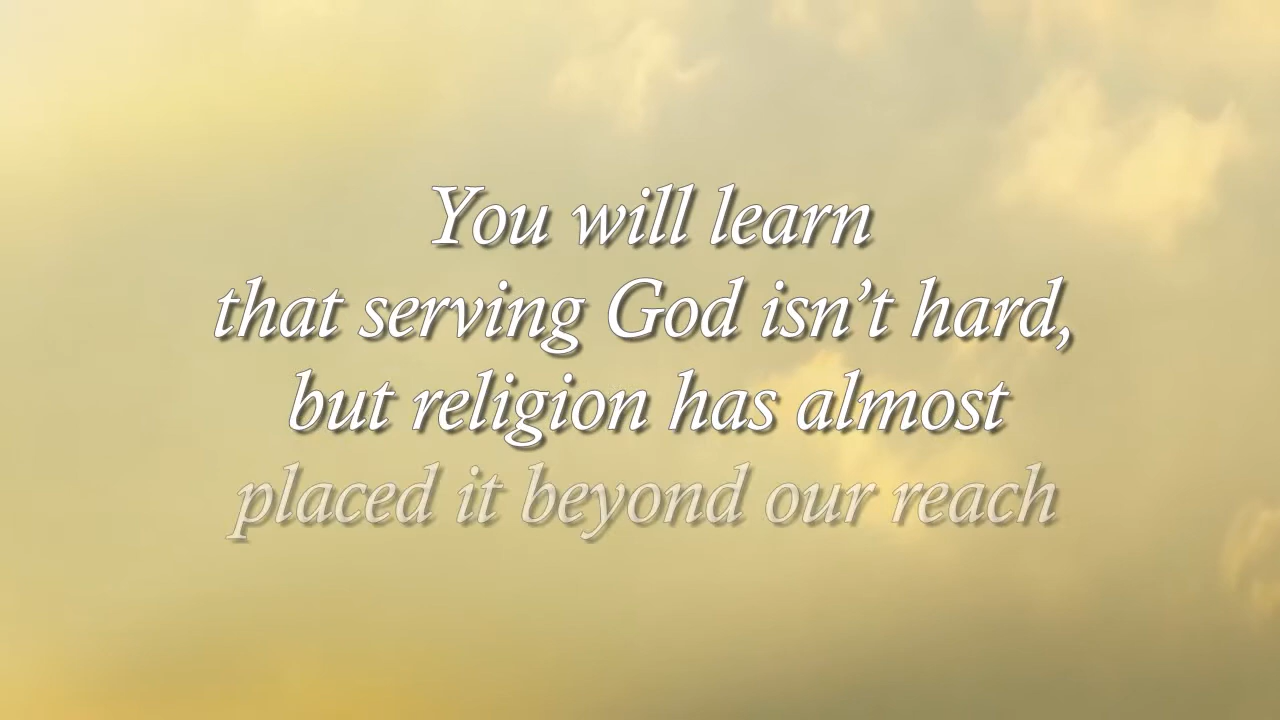 You will learn
that serving God isn’t hard,
but religion has almost
placed it beyond our reach